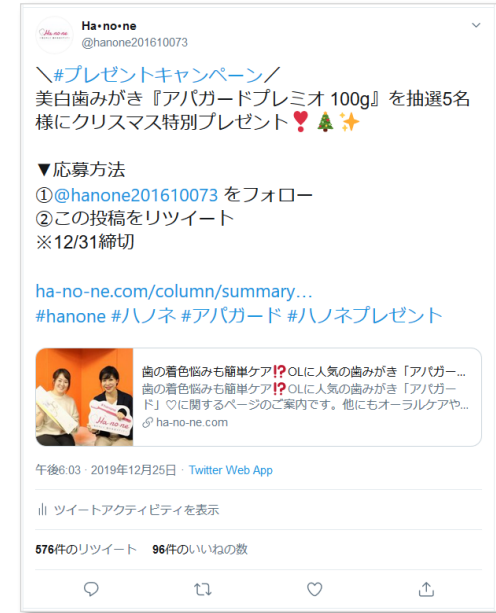 Ha•no•ne
Ha•no•ne
@hanone201610073
＼#プレゼントキャンペーン／
美白歯みがき『アパガードプレミオ 100g』を抽選5名
様にクリスマス特別プレゼント❣️🎄✨
▼応募方法
①@hanone201610073 をフォロー
②この投稿をリツイート
※12/31締切
ha-no-ne.com/column/summary…
#hanone #ハノネ #アパガード #ハノネプレゼント
Ha•no•ne
歯の着色悩みも簡単ケア⁉OLに人気の歯みがき「アパガー...
歯の着色悩みも簡単ケア⁉OLに人気の歯みがき「アパガー
ド」♡に関するページのご案内です。他にもオーラルケアや...
ha-no-ne.com
午後6:03 · 2019年12月25日 · Twitter Web App
ツイートアクティビティを表示
576件のリツイート 96件のいいねの数